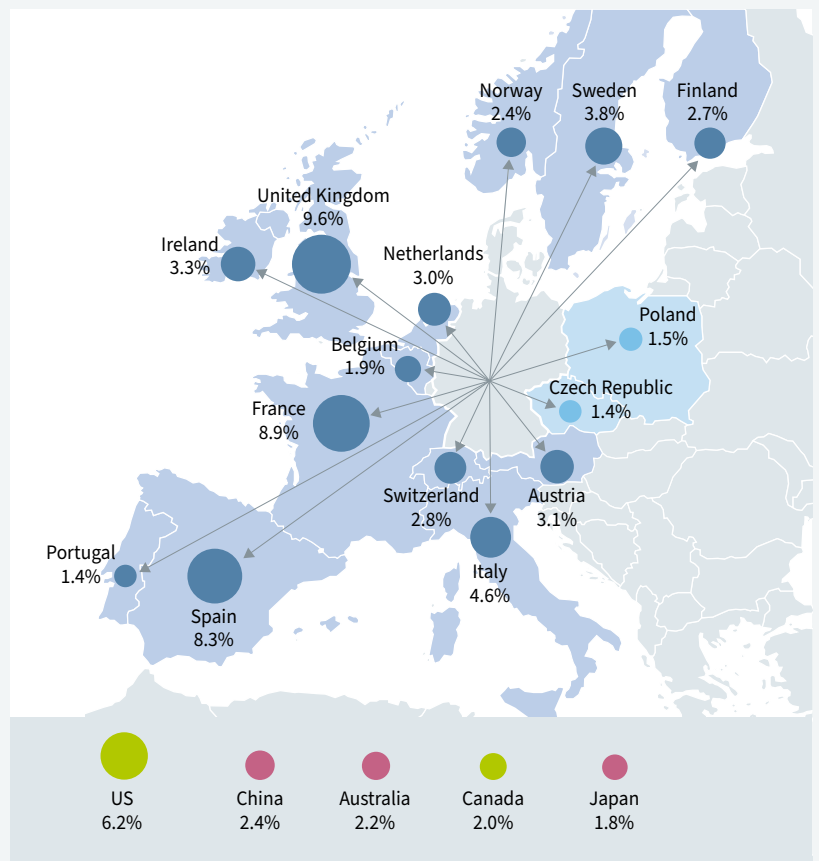 Norway
2.4%
Sweden
3.8%
Finland
2.7%
United Kingdom
9.6%
Ireland
3.3%
Netherlands
3.0%
Poland
1.5%
Belgium
1.9%
Czech Republic
1.4%
France
8.9%
Switzerland
2.8%
Austria
3.1%
Portugal
1.4%
Italy
4.6%
Spain
8.3%
US
6.2%
China
2.4%
Australia
2.2%
Canada
2.0%
Japan
1.8%